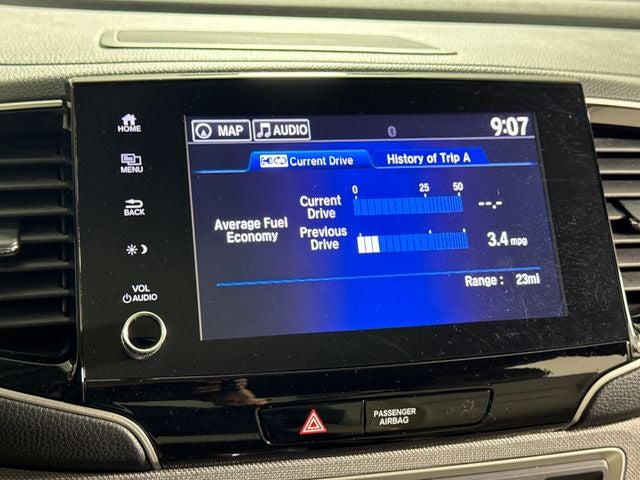 HOME
MENU
BACK
VOL
AUDIO
MAP AUDIO 9:07
Current Drive History of Trip A
0 25 50
Average Fuel
Economy
Current
Drive
--.-
Previous
Drive
3.4 mpg
Range : 23mi
PASSENGER
AIRBAG